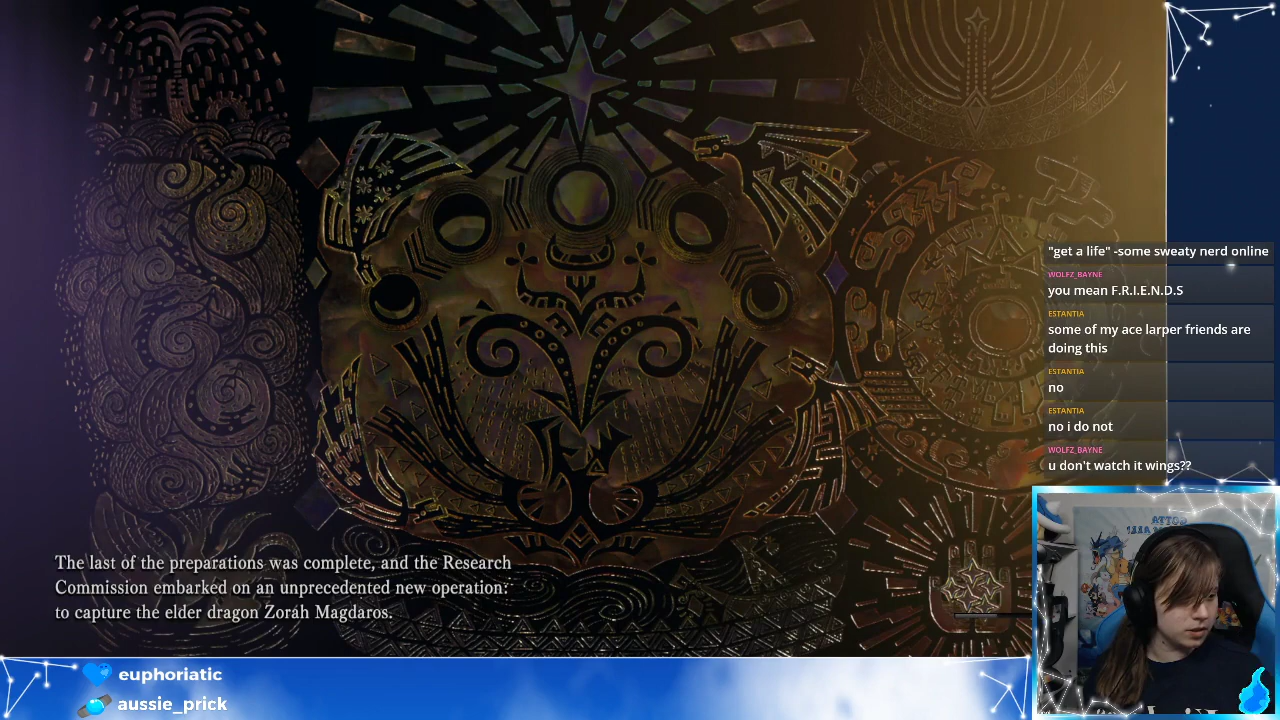 "get a life" -some sweaty nerd online
WOLFZ_BAYNE
you mean F.R.I.E.N.D.S
ESTANTIA
some of my ace larper friends are
doing this
ESTANTIA
no
ESTANTIA
no i do not
WOLFZ_BAYNE
u don't watch it wings??
The last of the preparations was complete, and the Research
Commission embarked on an unprecedented new operation:
to capture the elder dragon Zorah Magdaros.
euphoriatic
aussie_prick